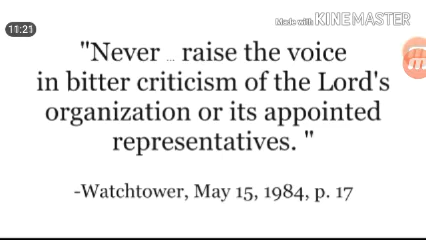 11:21
Made with KINEMASTER
"Never ... raise the voice
in bitter criticism of the Lord's
organization or its appointed
representatives. "
-Watchtower, May 15, 1984, p. 17